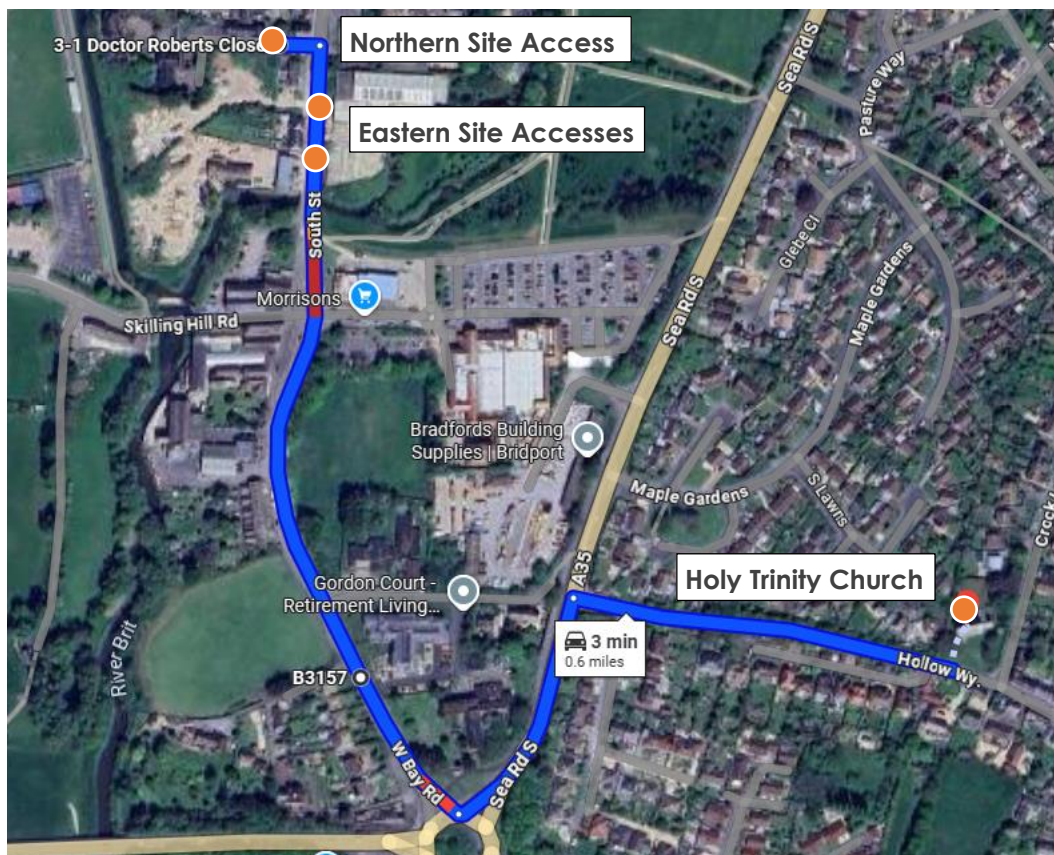 3-1 Doctor Roberts Close
Northern Site Access
Eastern Site Accesses
South St
Morrisons
Skilling Hill Rd
Sea Rd S
Pasture Way
Glebe Cl
Maple Gardens
Sea Rd S
Bradfords Building
Supplies | Bridport
Maple Gardens
S Lawns
A35
Holy Trinity Church
Gordon Court -
Retirement Living...
3 min
0.6 miles
Hollow Wy.
River Brit
B3157
W Bay Rd
Sea Rd S